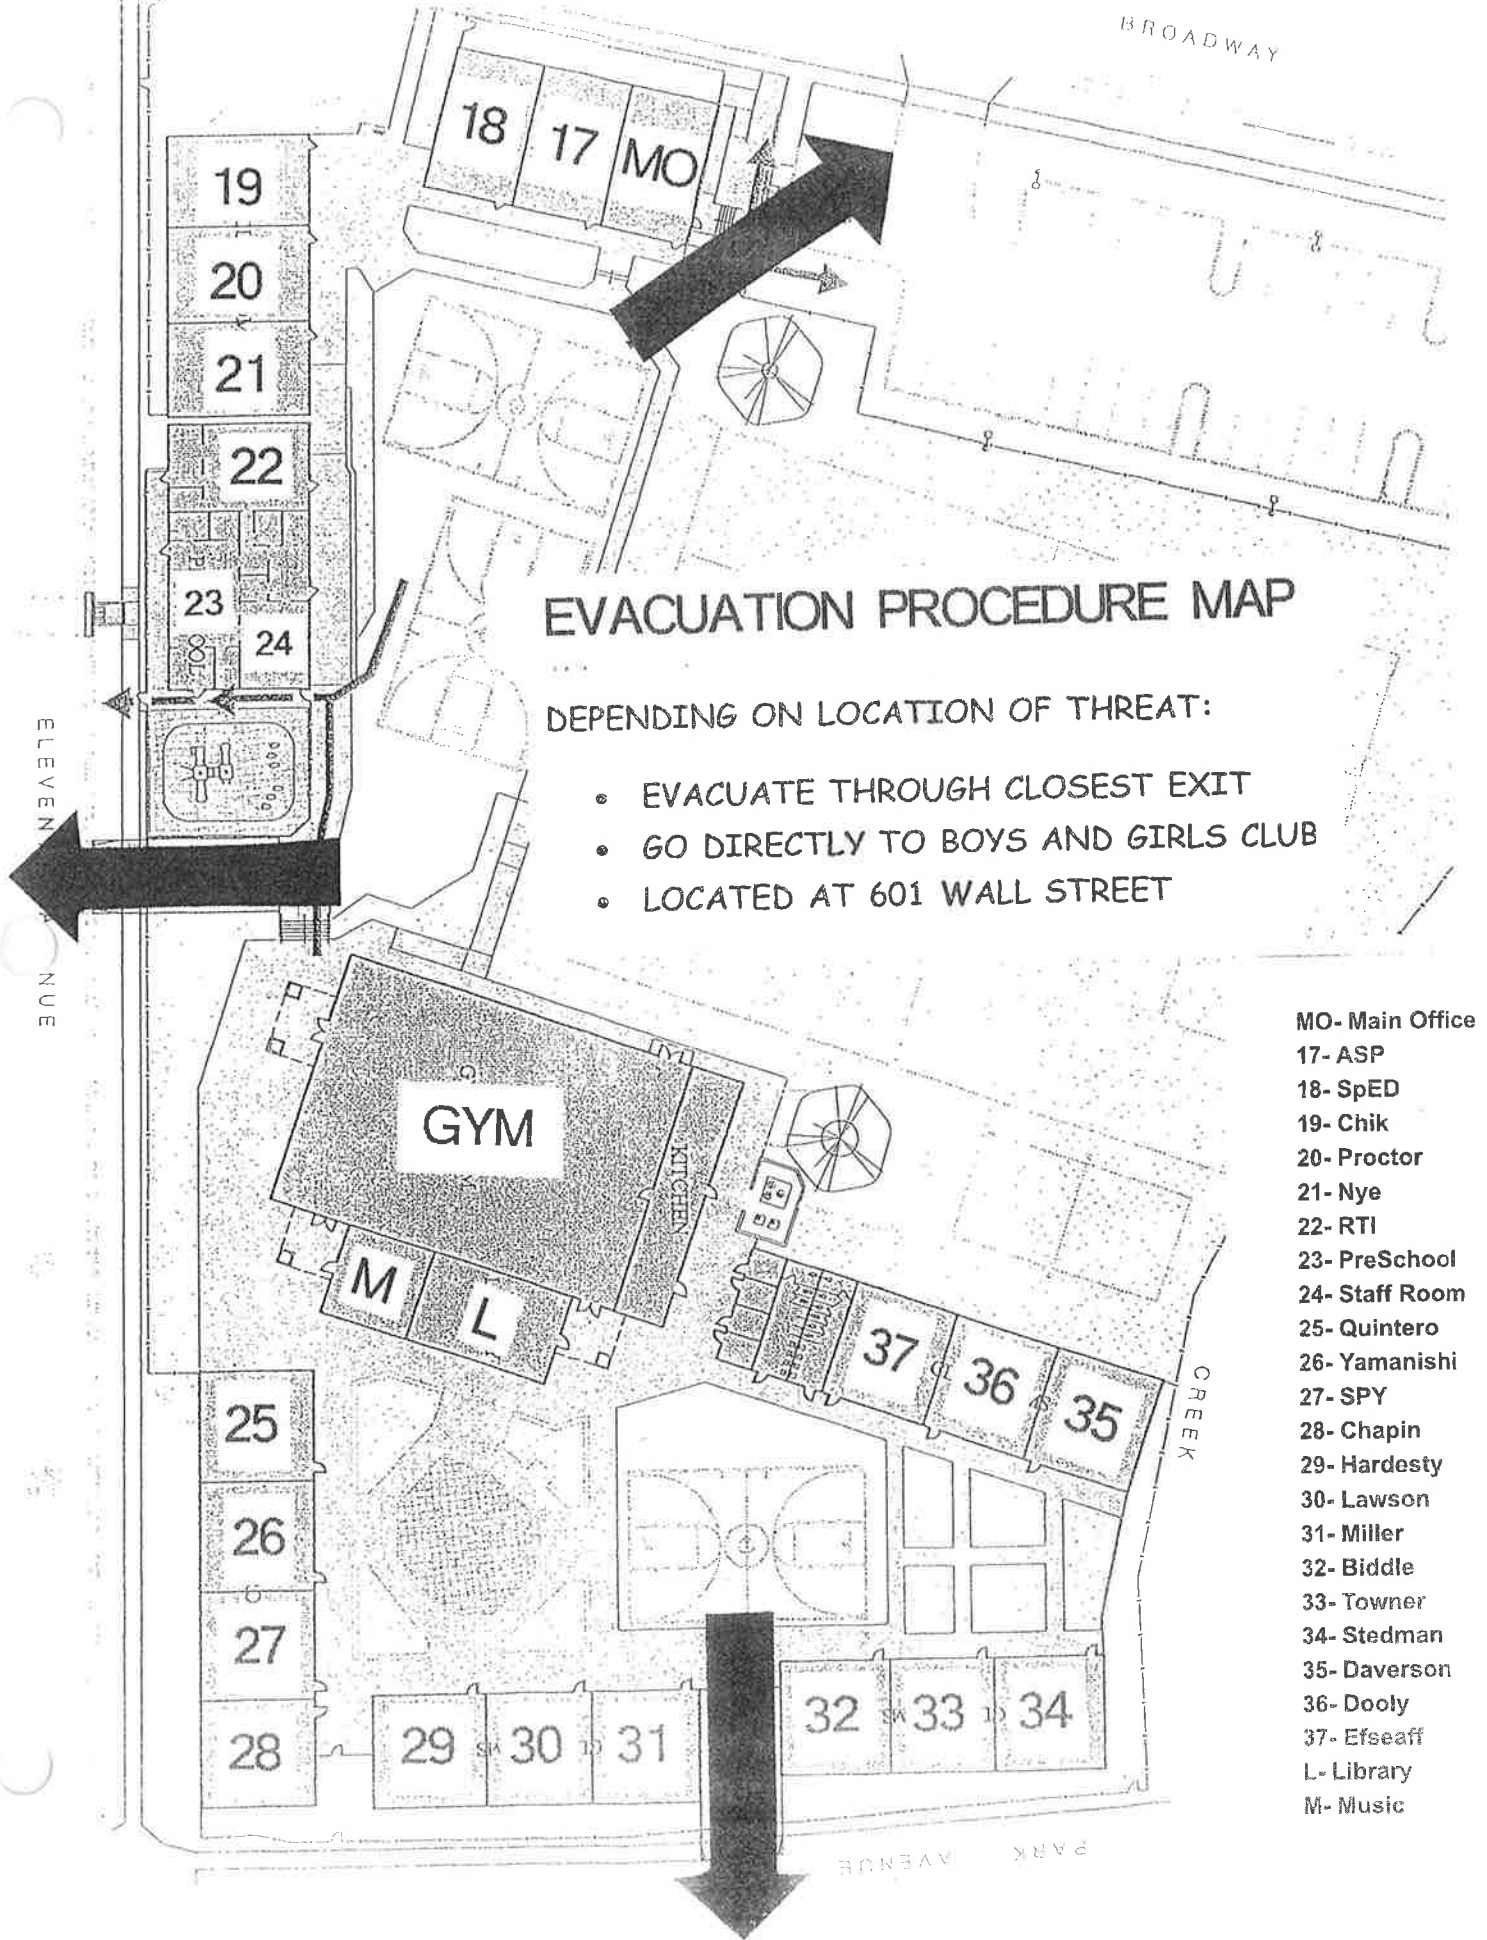 BROADWAY
18
17
MO
19
20
21
22
23
24
EVACUATION PROCEDURE MAP
DEPENDING ON LOCATION OF THREAT:
• EVACUATE THROUGH CLOSEST EXIT
• GO DIRECTLY TO BOYS AND GIRLS CLUB
• LOCATED AT 601 WALL STREET
GYM
KITCHEN
M
L
37
36
35
CREEK
25
26
27
28
29
30
31
32
33
34
PARK AVENUE
MO- Main Office
17- ASP
18- SpED
19- Chik
20- Proctor
21- Nye
22- RTI
23- PreSchool
24- Staff Room
25- Quintero
26- Yamanishi
27- SPY
28- Chapin
29- Hardesty
30- Lawson
31- Miller
32- Biddle
33- Towner
34- Stedman
35- Daverson
36- Dooly
37- Efseaff
L- Library
M- Music